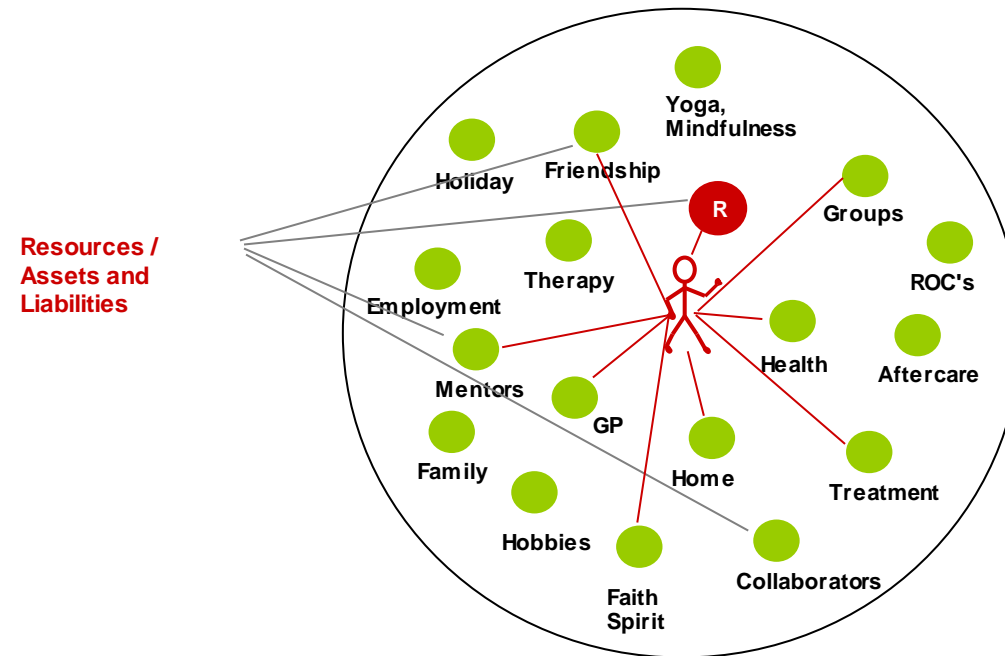 Yoga,
Mindfulness
Holiday
Friendship
R
Groups
Resources /
Assets and
Liabilities
Therapy
ROC's
Employment
Mentors
Health
Aftercare
GP
Family
Home
Treatment
Hobbies
Collaborators
Faith
Spirit